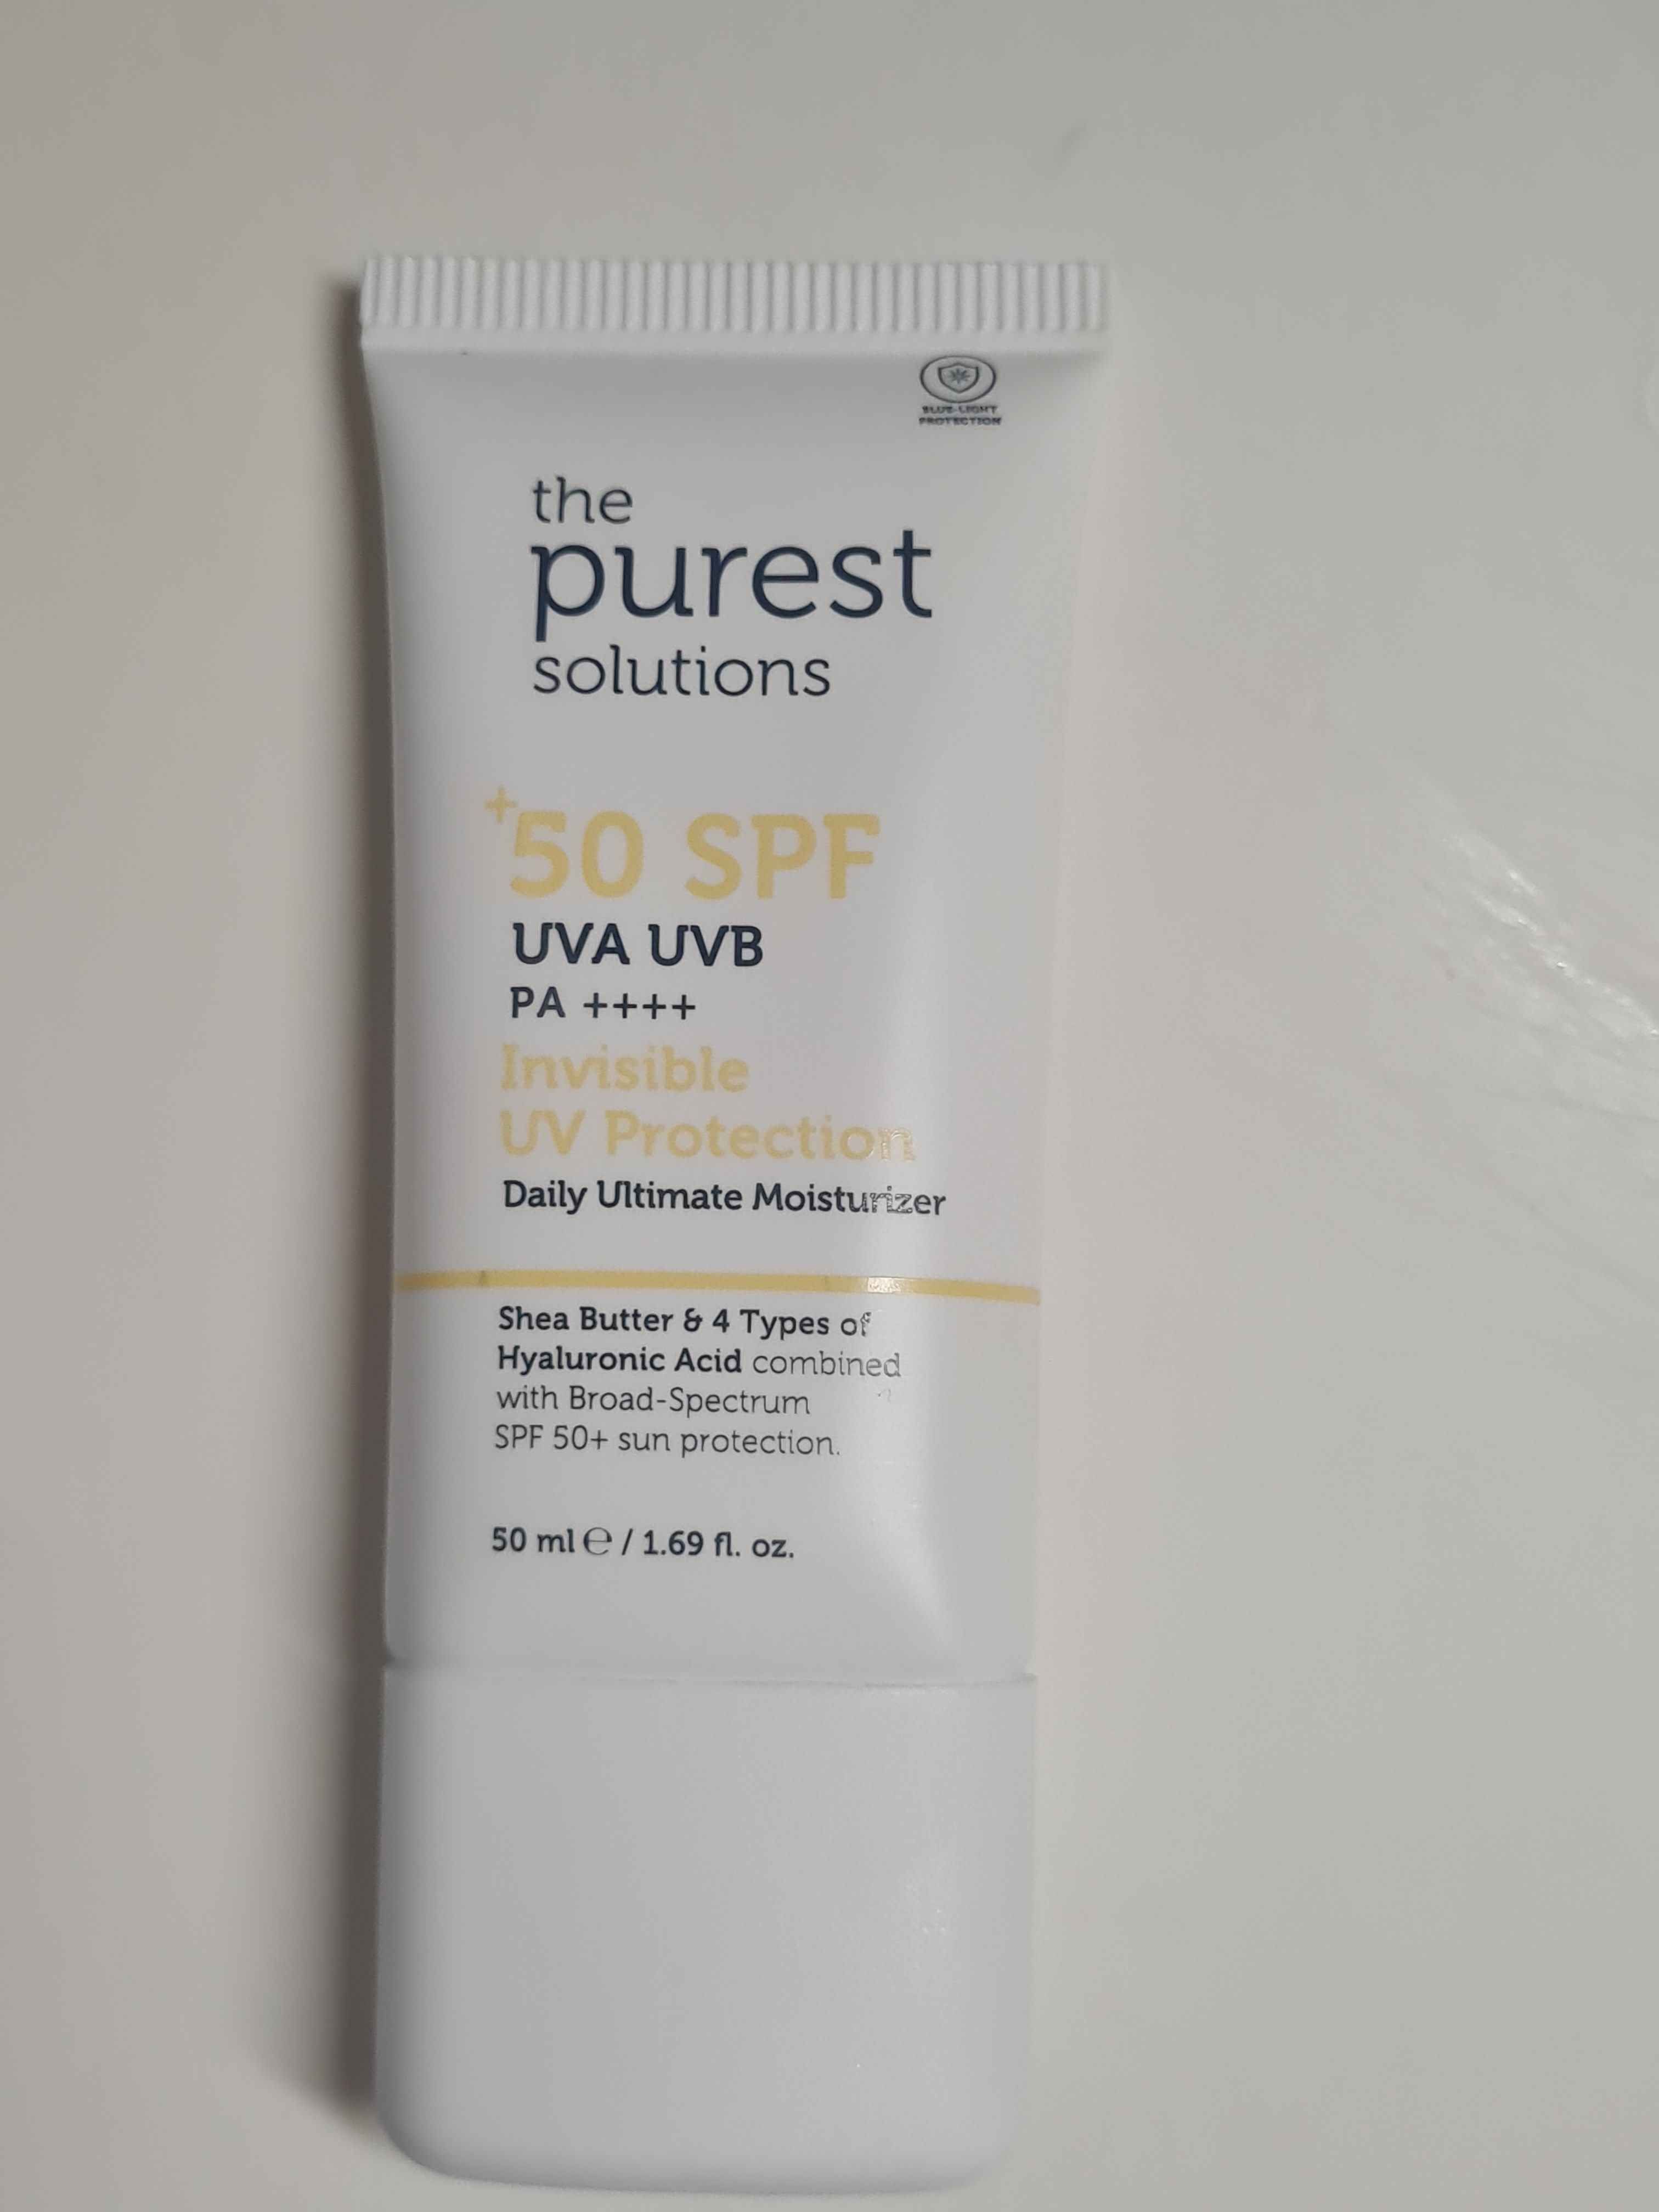 BLUE-LIGHT
PROTECTION
the
purest
solutions
+50 SPF
UVA UVB
PA ++++
Invisible
UV Protection
Daily Ultimate Moisturizer
Shea Butter & 4 Types of
Hyaluronic Acid combined
with Broad-Spectrum
SPF 50+ sun protection.
50 ml ℮ / 1.69 fl. oz.